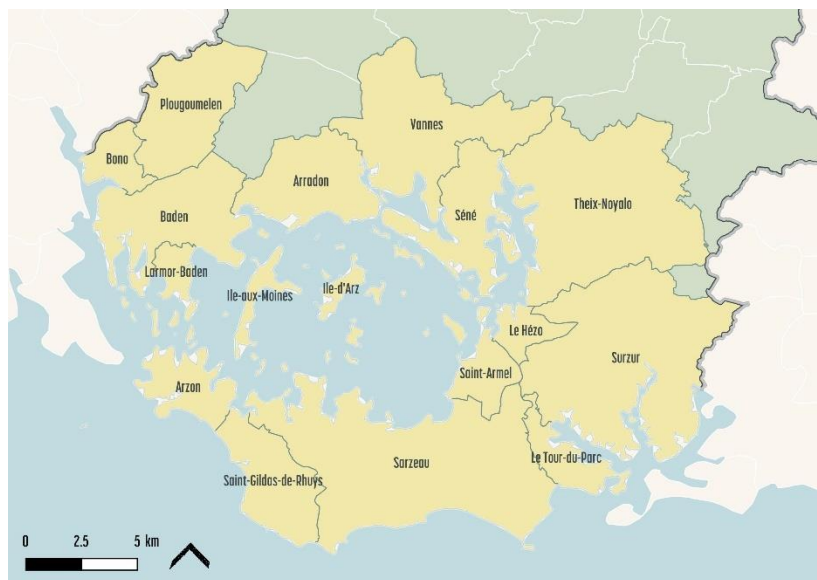 Plougoumelen
Vannes
Bono
Arradon
Theix-Noyalo
Baden
Séné
Larmor-Baden
Ile-d'Arz
Ile-aux-Moines
Le Hézo
Surzur
Saint-Armel
Arzon
Le Tour-du-Parc
Sarzeau
Saint-Gildas-de-Rhuys
0 2.5 5 km